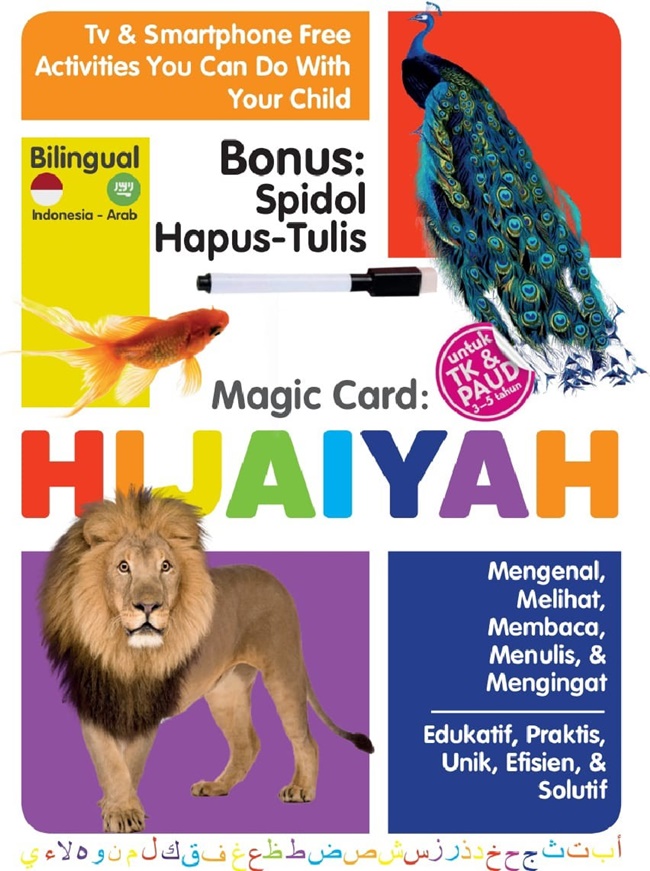 Tv & Smartphone Free
Activities You Can Do With
Your Child
Bilingual
Indonesia - Arab
Bonus:
Spidol
Hapus-Tulis
untuk
TK &
PAUD
3-5 tahun
Magic Card:
HIJAIYAH
Mengenal,
Melihat,
Membaca,
Menulis, &
Mengingat
Edukatif, Praktis,
Unik, Efisien, &
Solutif
أ ب ت ث ج ح خ د ذ ر ز س ش ص ض ط ظ ع غ ف ق ك ل م ن و ه لا ء ي